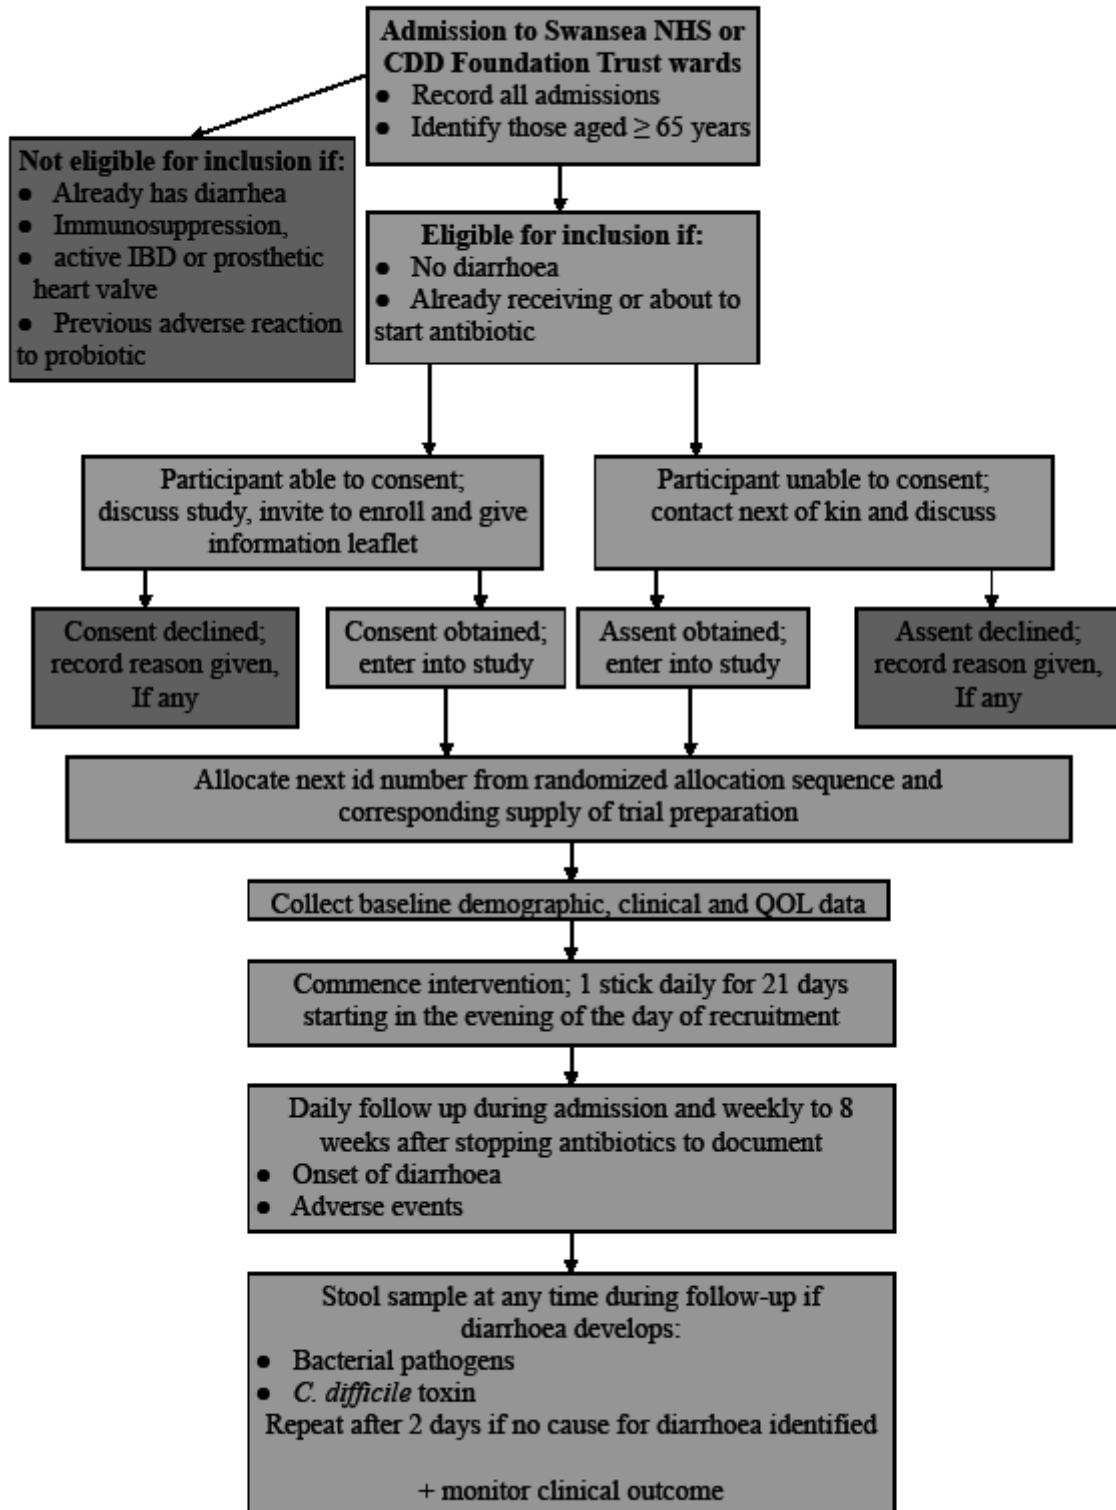 Admission to Swansea NHS or
CDD Foundation Trust wards
● Record all admissions
● Identify those aged ≥ 65 years
Not eligible for inclusion if:
● Already has diarrhea
● Immunosuppression,
● active IBD or prosthetic
heart valve
● Previous adverse reaction
to probiotic
Eligible for inclusion if:
● No diarrhoea
● Already receiving or about to
start antibiotic
Participant able to consent;
discuss study, invite to enroll and give
information leaflet
Participant unable to consent;
contact next of kin and discuss
Consent declined;
record reason given,
If any
Consent obtained;
enter into study
Assent obtained;
enter into study
Assent declined;
record reason given,
If any
Allocate next id number from randomized allocation sequence and
corresponding supply of trial preparation
Collect baseline demographic, clinical and QOL data
Commence intervention; 1 stick daily for 21 days
starting in the evening of the day of recruitment
Daily follow up during admission and weekly to 8
weeks after stopping antibiotics to document
● Onset of diarrhoea
● Adverse events
Stool sample at any time during follow-up if
diarrhoea develops:
● Bacterial pathogens
● C. difficile toxin
Repeat after 2 days if no cause for diarrhoea identified
+ monitor clinical outcome